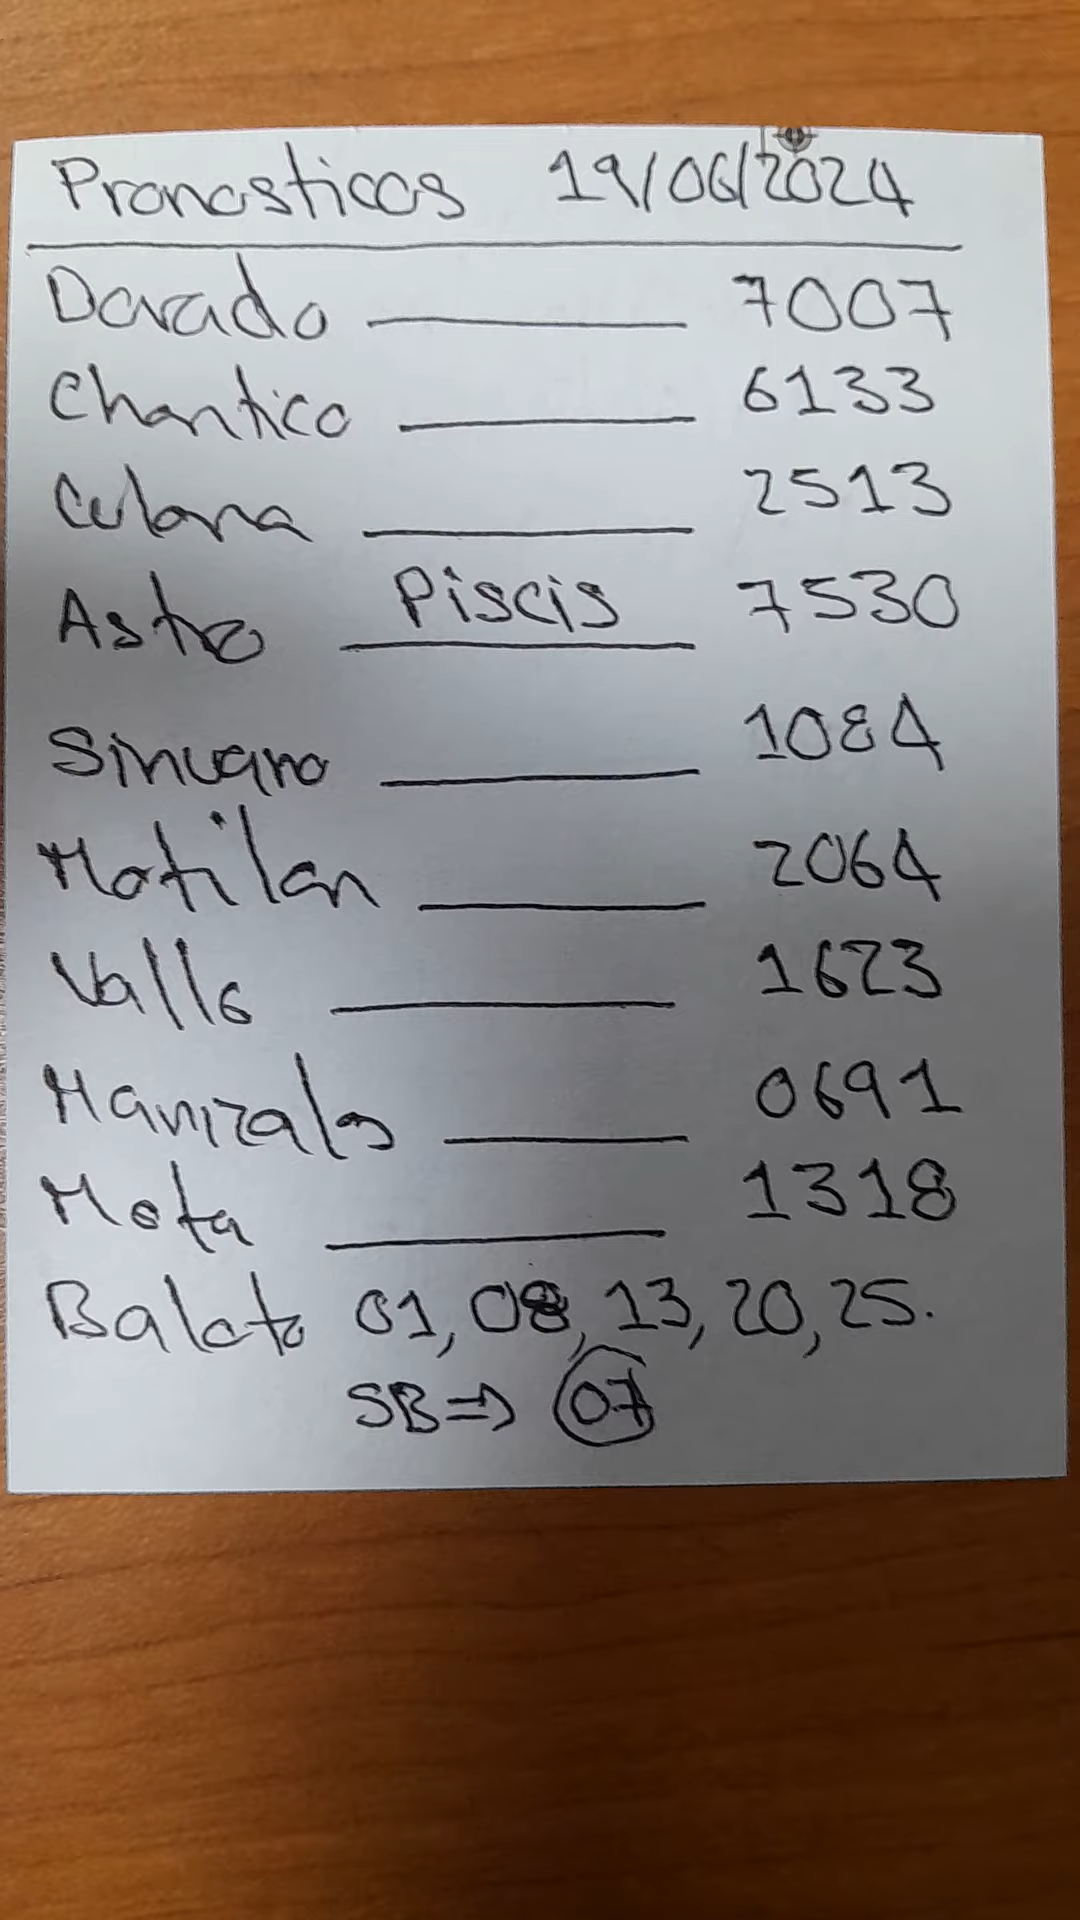 Pronosticos 19/06/2024
Dorado 7007
Chontico 6133
Culona 2513
Astro Piscis 7530
Sinuano 1084
Motilon 2064
Valle 1623
Manizales 0691
Meta 1318
Baloto 01, 08, 13, 20, 25.
SB⇒ 07